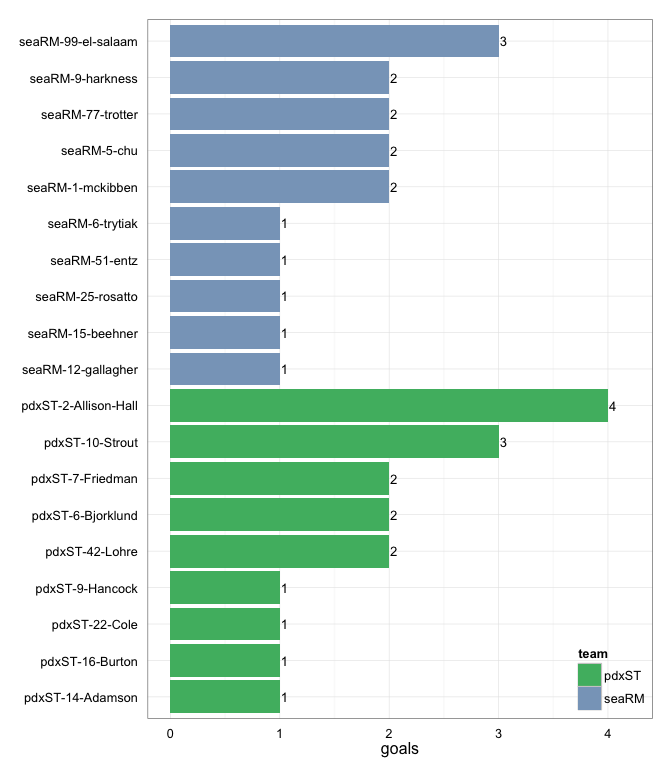 seaRM-99-el-salaam 3
seaRM-9-harkness 2
seaRM-77-trotter 2
seaRM-5-chu 2
seaRM-1-mckibben 2
seaRM-6-trytiak 1
seaRM-51-entz 1
seaRM-25-rosatto 1
seaRM-15-beehner 1
seaRM-12-gallagher 1
pdxST-2-Allison-Hall 4
pdxST-10-Strout 3
pdxST-7-Friedman 2
pdxST-6-Bjorklund 2
pdxST-42-Lohre 2
pdxST-9-Hancock 1
pdxST-22-Cole 1
pdxST-16-Burton 1
pdxST-14-Adamson 1
team
pdxST
seaRM
0 1 2 3 4
goals